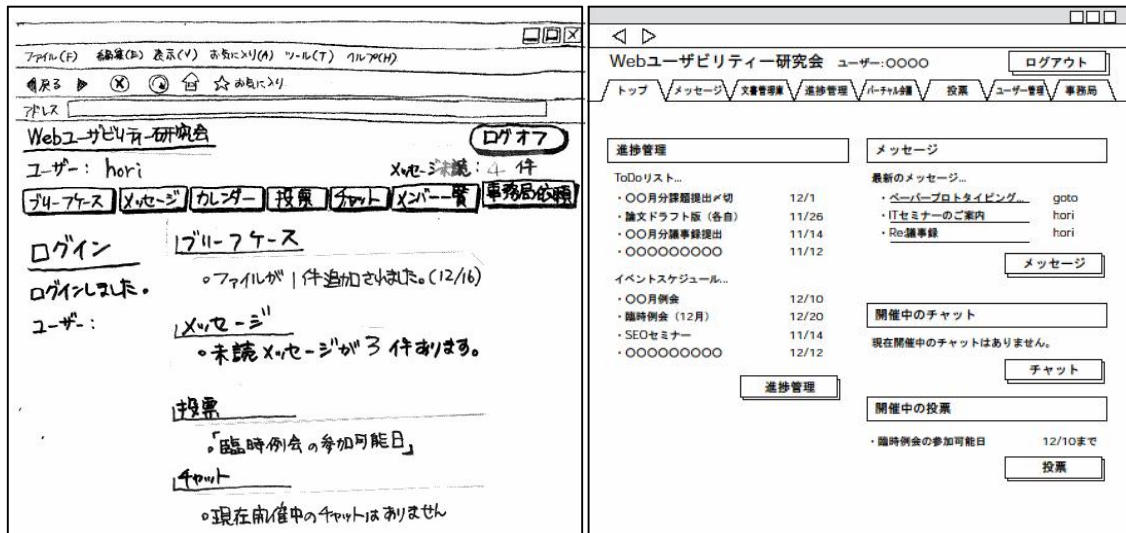 ファイル(F) 編集(E) 表示(V) お気に入り(A) ツール(T) ヘルプ(H)
戻る お気に入り
アドレス
Webユーザビリティー研究会 ログオフ
ユーザー: hori メッセージ未読: 4 件
ブリーフケース メッセージ カレンダー 投票 チャット メンバー一覧 事務局依頼
ログイン
ログインしました。
ユーザー:
ブリーフケース
○ファイルが1件追加されました。(12/16)
メッセージ
○未読メッセージが3件あります。
投票
○「臨時例会の参加可能日」
チャット
○現在開催中のチャットはありません
Webユーザビリティー研究会 ユーザー:○○○○ ログアウト
トップ メッセージ 文書管理庫 進捗管理 バーチャル会議 投票 ユーザー管理 事務局
進捗管理
ToDoリスト...
・○○月分課題提出〆切 12/1
・論文ドラフト版(各自) 11/26
・○○月分議事録提出 11/14
・○○○○○○○○○ 11/12
イベントスケジュール...
・○○月例会 12/10
・臨時例会(12月) 12/20
・SEOセミナー 11/14
・○○○○○○○○○ 12/12
進捗管理
メッセージ
最新のメッセージ...
・ペーパープロトタイピング... goto
・ITセミナーのご案内 hori
・Re:議事録 hori
メッセージ
開催中のチャット
現在開催中のチャットはありません。
チャット
開催中の投票
・臨時例会の参加可能日 12/10まで
投票